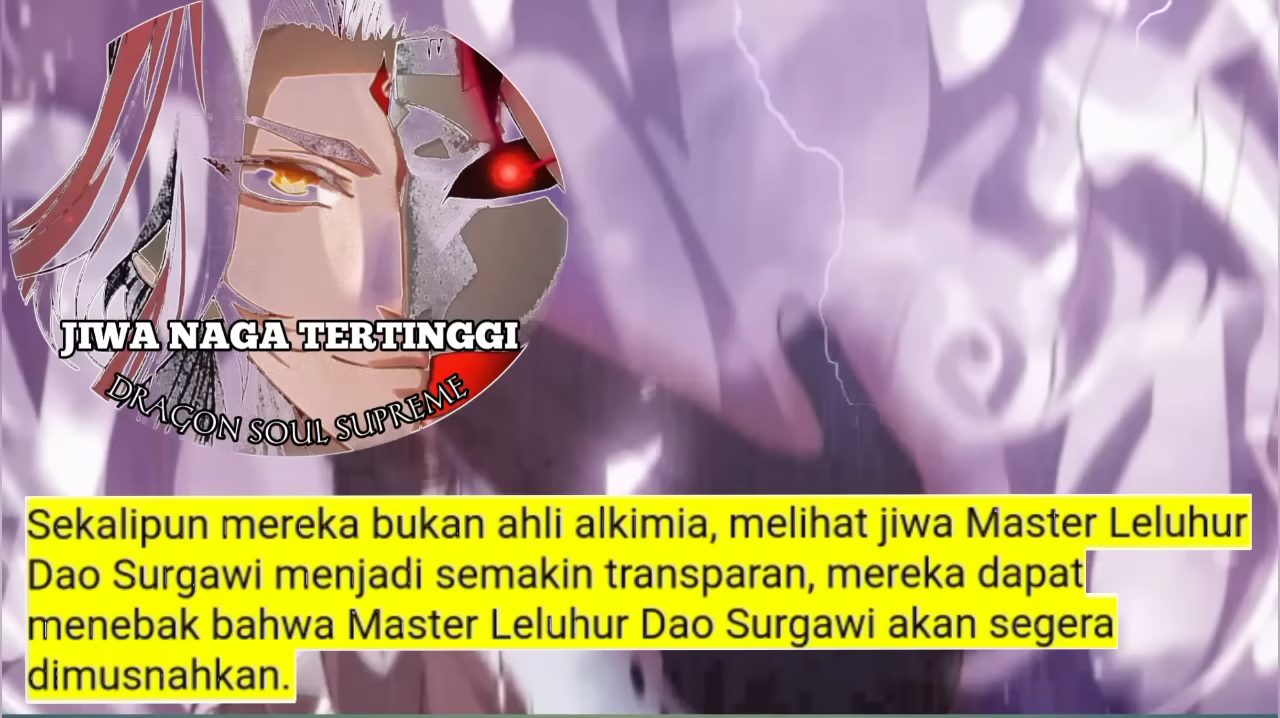 JIWA NAGA TERTINGGI
DRAGON SOUL SUPREME
Sekalipun mereka bukan ahli alkimia, melihat jiwa Master Leluhur
Dao Surgawi menjadi semakin transparan, mereka dapat
menebak bahwa Master Leluhur Dao Surgawi akan segera
dimusnahkan.